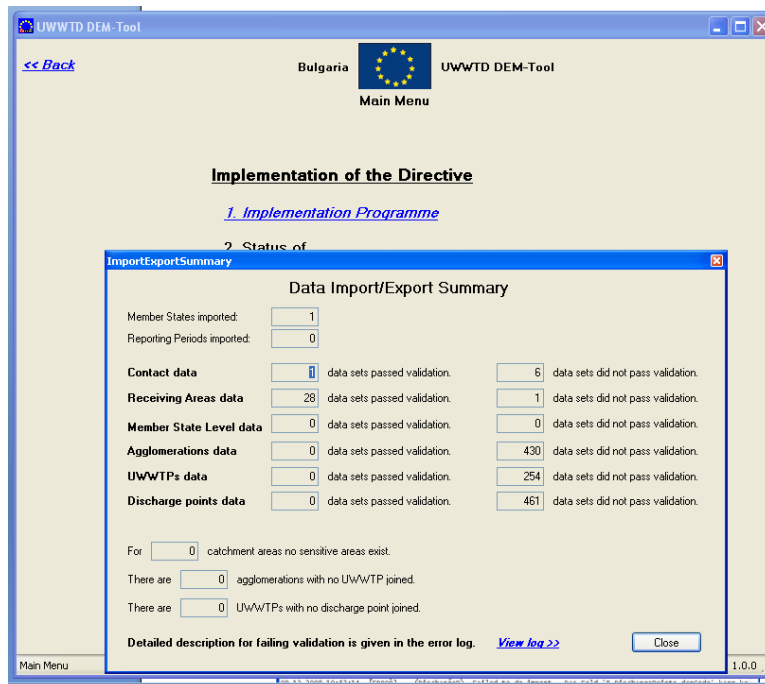 UWWTD DEM-Tool
<< Back
Bulgaria UWWTD DEM-Tool
Main Menu
Implementation of the Directive
1. Implementation Programme
2. Status of
ImportExportSummary
Data Import/Export Summary
Member States imported: 1
Reporting Periods imported: 0
Contact data 1 data sets passed validation. 6 data sets did not pass validation.
Receiving Areas data 28 data sets passed validation. 1 data sets did not pass validation.
Member State Level data 0 data sets passed validation. 0 data sets did not pass validation.
Agglomerations data 0 data sets passed validation. 430 data sets did not pass validation.
UWWTPs data 0 data sets passed validation. 254 data sets did not pass validation.
Discharge points data 0 data sets passed validation. 461 data sets did not pass validation.
For 0 catchment areas no sensitive areas exist.
There are 0 agglomerations with no UWWTP joined.
There are 0 UWWTPs with no discharge point joined.
Detailed description for failing validation is given in the error log. View log >> Close
Main Menu 1.0.0